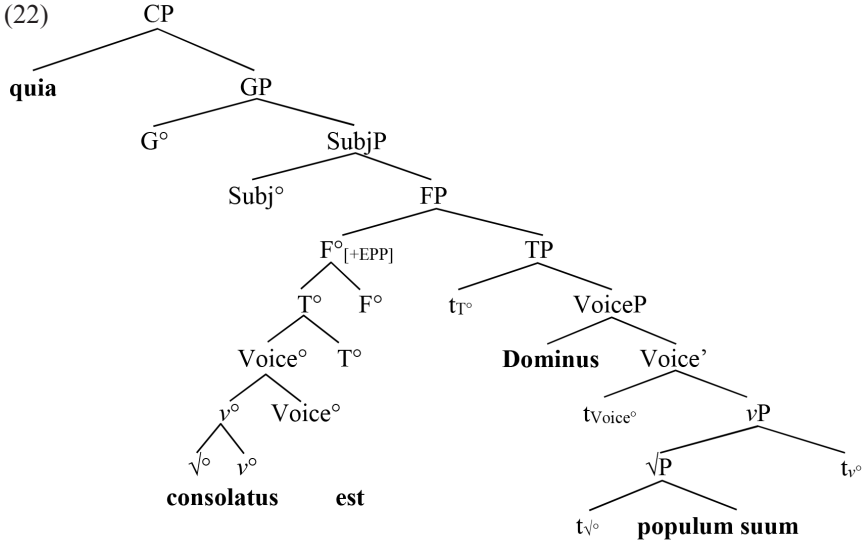 (22) CP
quia GP
G° SubjP
Subj° FP
F°[+EPP] TP
T° F° tT° VoiceP
Voice° T° Dominus Voice’
v° Voice° tVoice° vP
√° v° √P tv°
consolatus est
t√° populum suum